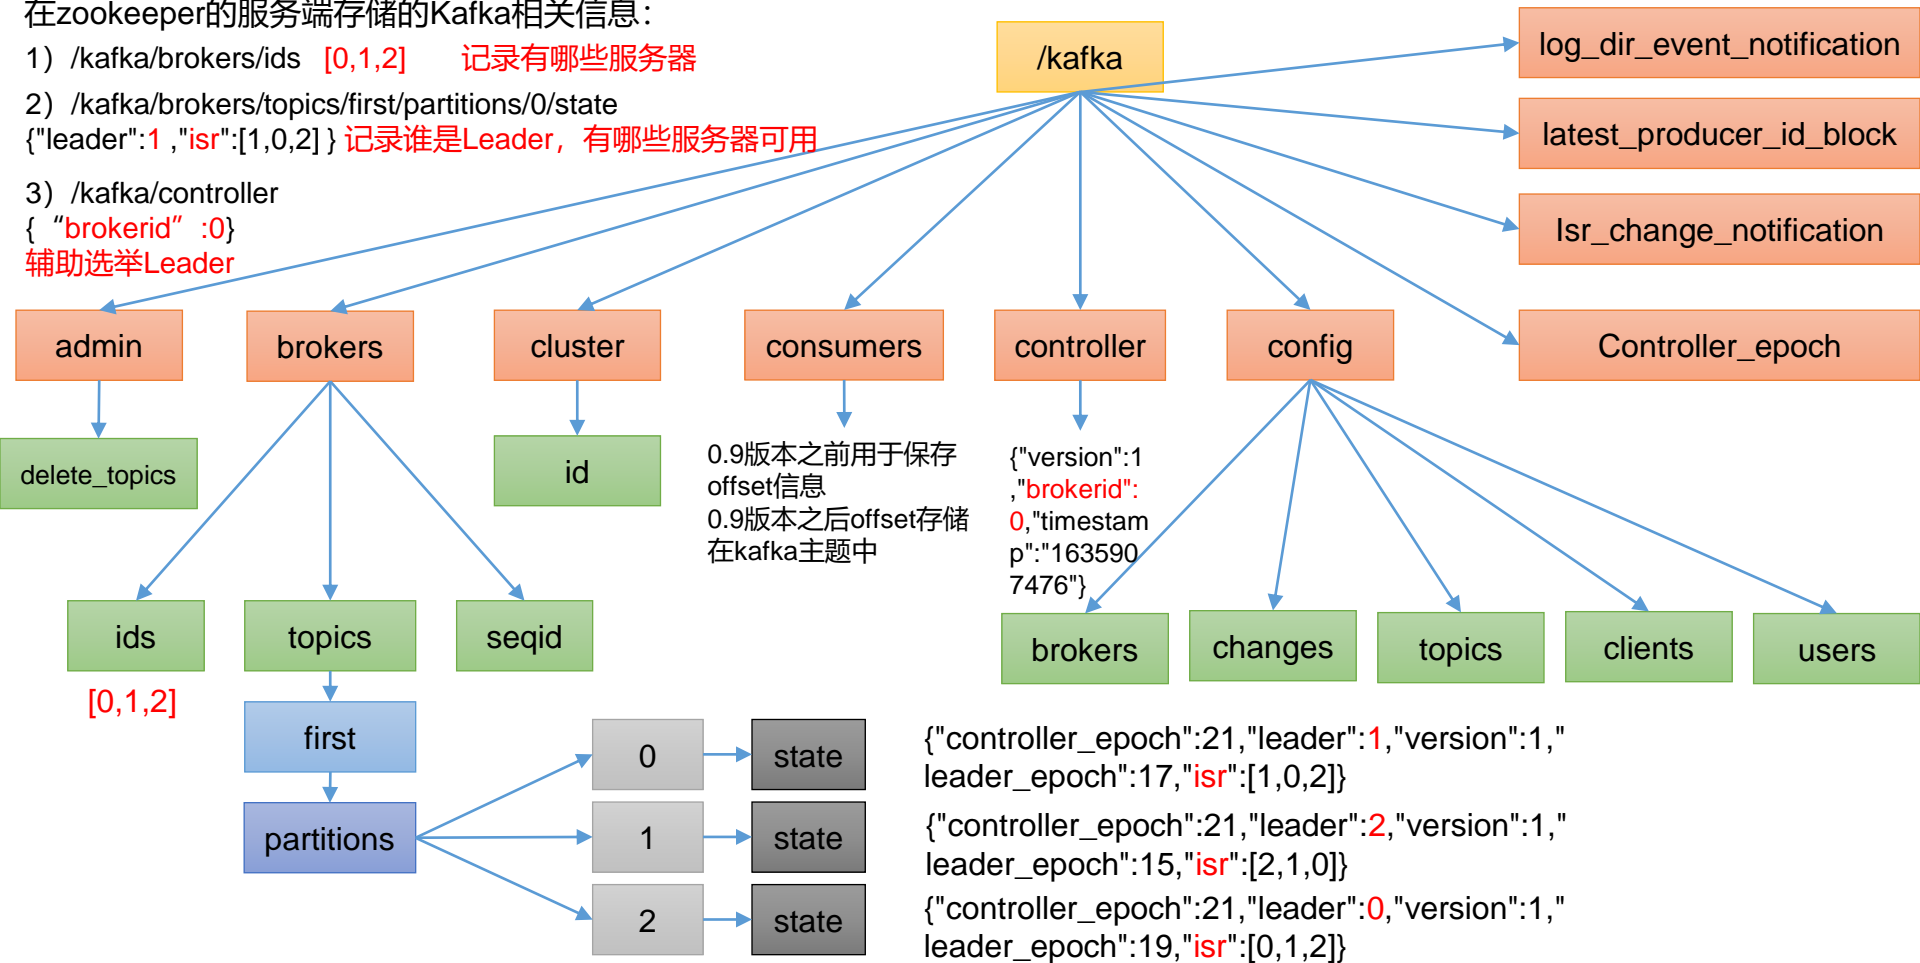 在zookeeper的服务端存储的Kafka相关信息：
1）/kafka/brokers/ids [0,1,2] 记录有哪些服务器
2）/kafka/brokers/topics/first/partitions/0/state
{"leader":1 ,"isr":[1,0,2] } 记录谁是Leader，有哪些服务器可用
3）/kafka/controller
{ “brokerid” :0}
辅助选举Leader
/kafka
log_dir_event_notification
latest_producer_id_block
Isr_change_notification
Controller_epoch
admin
brokers
cluster
consumers
controller
config
delete_topics
id
0.9版本之前用于保存
offset信息
0.9版本之后offset存储
在kafka主题中
{"version":1
,"brokerid":
0,"timestam
p":"163590
7476"}
ids
topics
seqid
brokers
changes
topics
clients
users
[0,1,2]
first
partitions
0
state
{"controller_epoch":21,"leader":1,"version":1,"
leader_epoch":17,"isr":[1,0,2]}
1
state
{"controller_epoch":21,"leader":2,"version":1,"
leader_epoch":15,"isr":[2,1,0]}
2
state
{"controller_epoch":21,"leader":0,"version":1,"
leader_epoch":19,"isr":[0,1,2]}